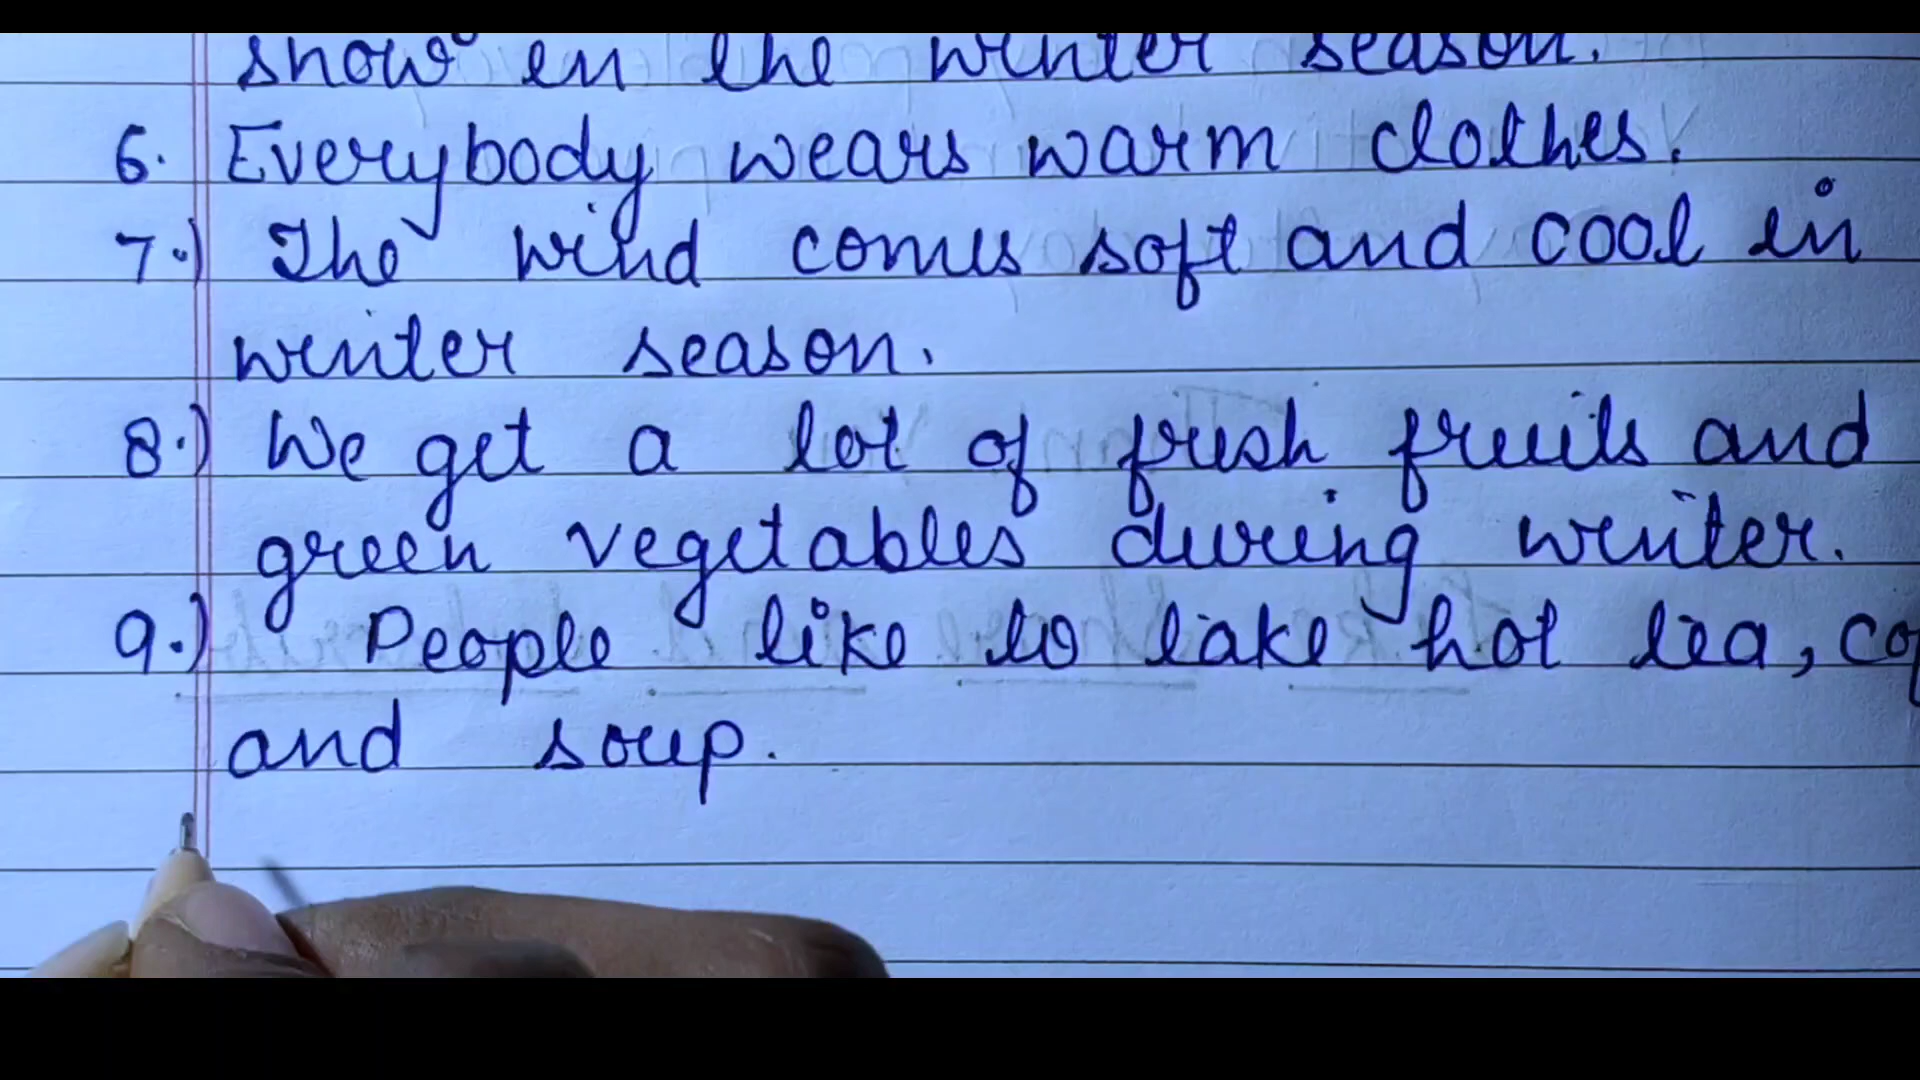 snow in the winter season.
6. Everybody wears warm clothes.
7.) The wind comes soft and cool in
winter season.
8.) We get a lot of fresh fruits and
green vegetables during winter.
9.) People like to take hot tea,
and soup.